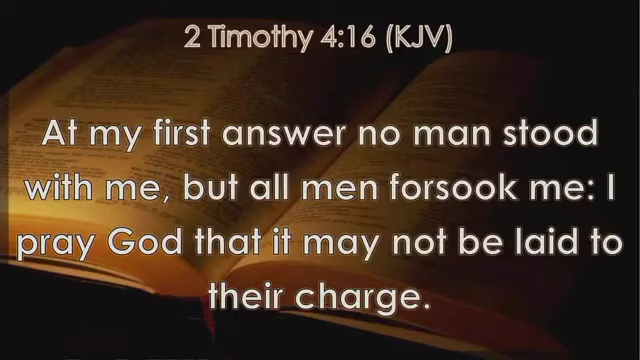 2 Timothy 4:16 (KJV)
At my first answer no man stood
with me, but all men forsook me: I
pray God that it may not be laid to
their charge.